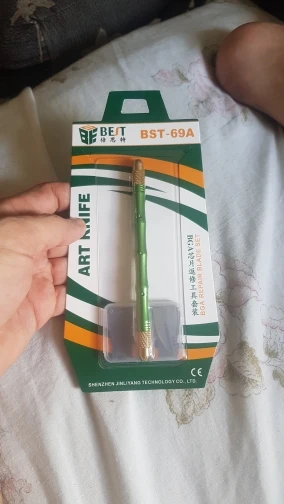 BEST
倍思特
BST-69A
ART KNIFE
BGA芯片返修工具套装
BGA REPAIR BLADE SET
SHENZHEN JINLIYANG TECHNOLOGY CO., LTD.
CE